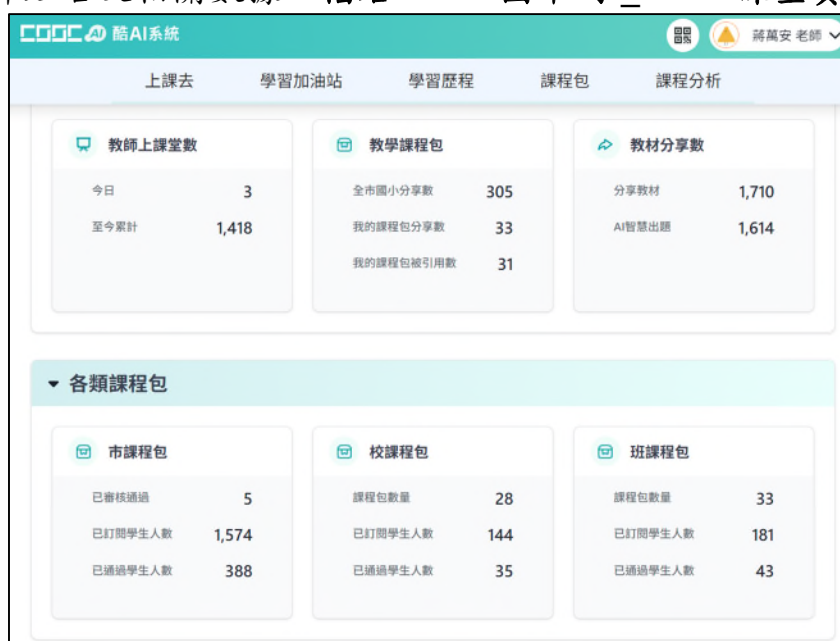 COOC AI 酷AI系統 蔣萬安 老師
上課去 學習加油站 學習歷程 課程包 課程分析
教師上課堂數 教學課程包 教材分享數
今日 3 全市國小分享數 305 分享教材 1,710
至今累計 1,418 我的課程包分享數 33 AI智慧出題 1,614
我的課程包被引用數 31
各類課程包
市課程包 校課程包 班課程包
已審核通過 5 課程包數量 28 課程包數量 33
已訂閱學生人數 1,574 已訂閱學生人數 144 已訂閱學生人數 181
已通過學生人數 388 已通過學生人數 35 已通過學生人數 43